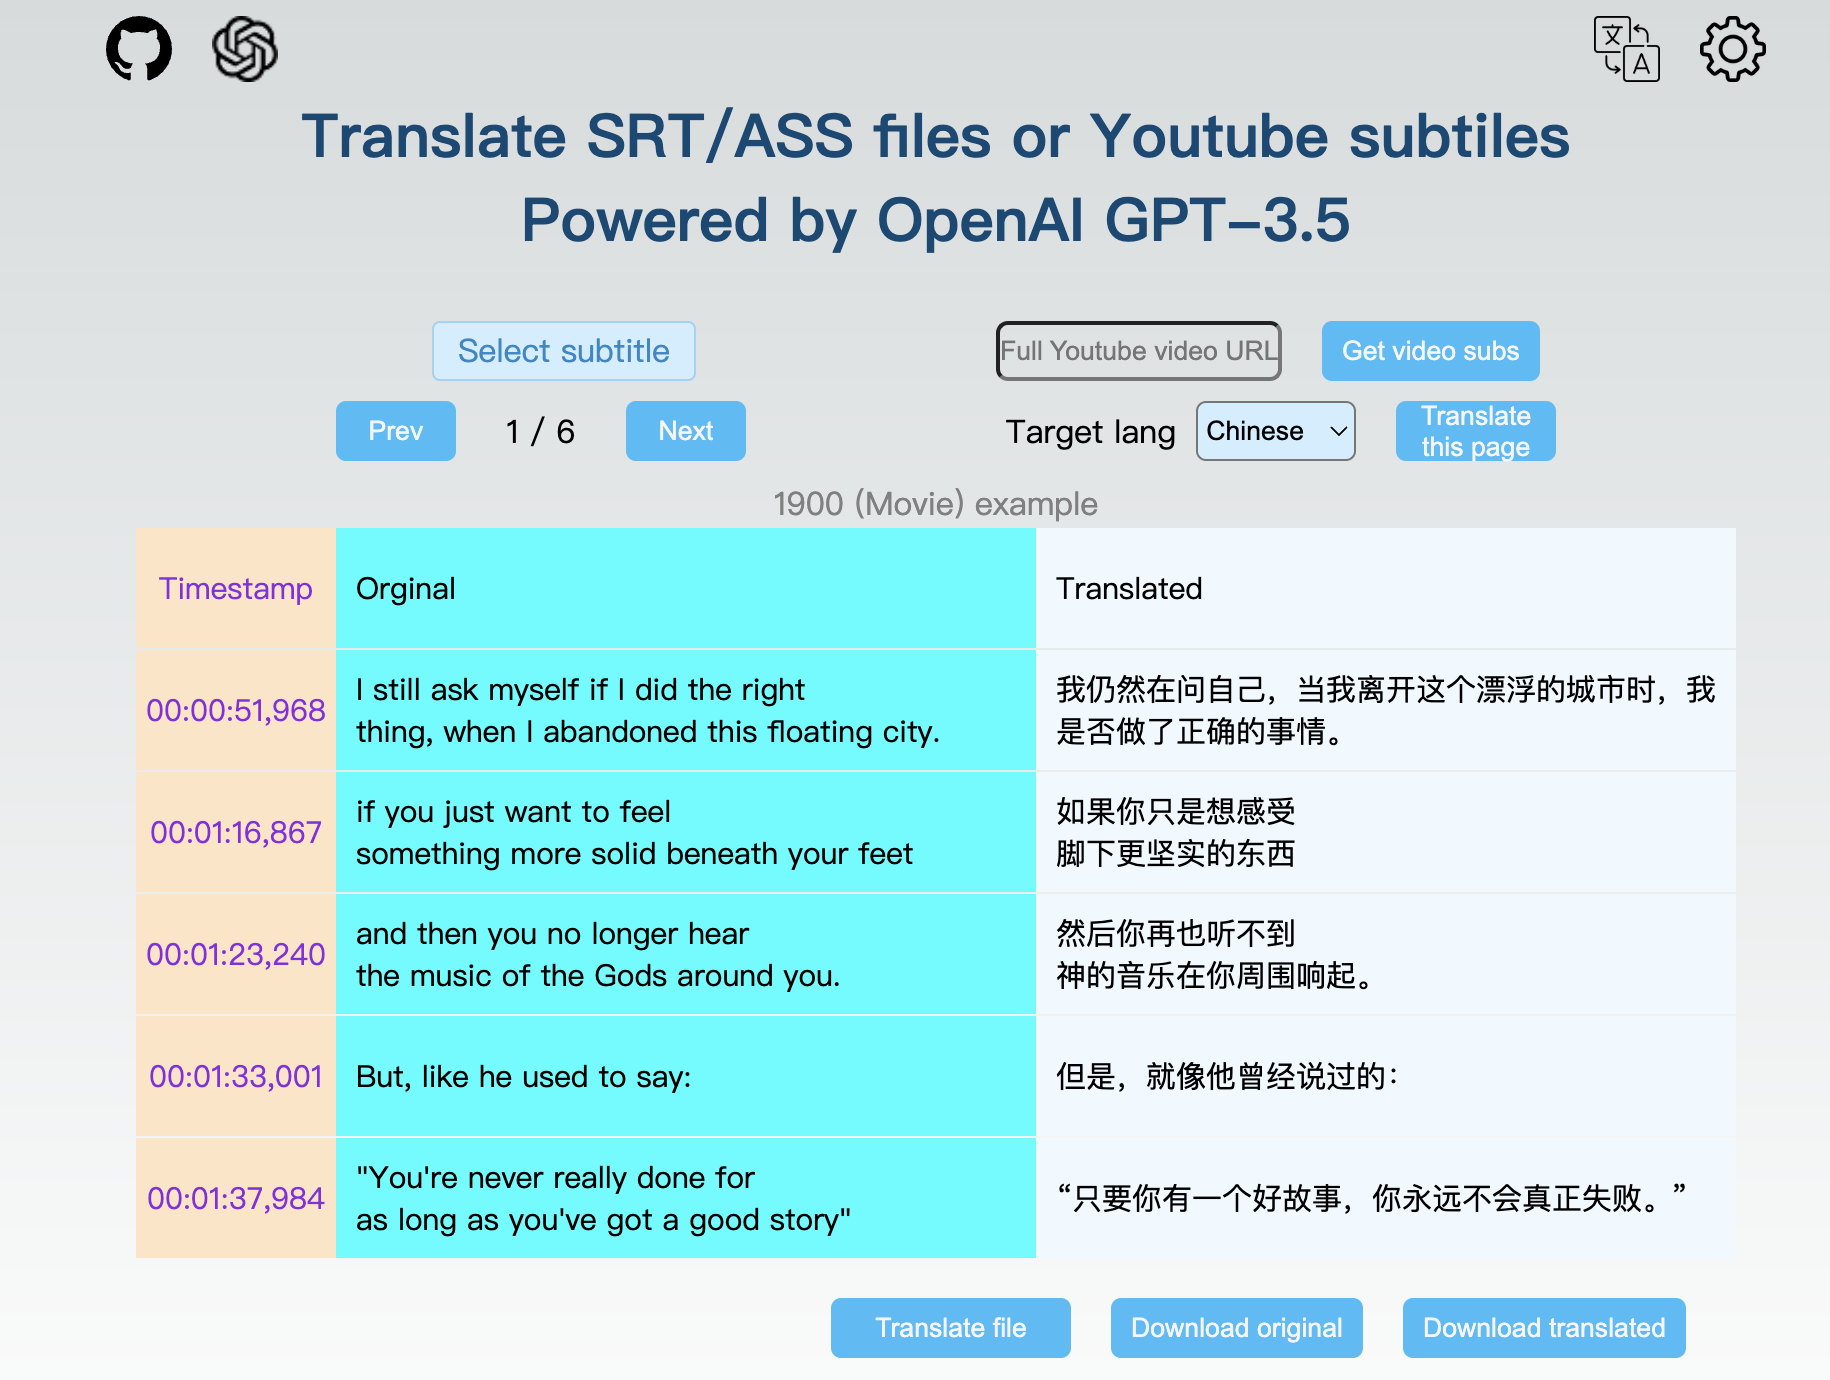 文
A
Translate SRT/ASS files or Youtube subtiles
Powered by OpenAI GPT-3.5
Select subtitle
Full Youtube video URL
Get video subs
Prev
1 / 6
Next
Target lang
Chinese
Translate
this page
1900 (Movie) example
Timestamp
Orginal
Translated
00:00:51,968
I still ask myself if I did the right
thing, when I abandoned this floating city.
我仍然在问自己，当我离开这个漂浮的城市时，我
是否做了正确的事情。
00:01:16,867
if you just want to feel
something more solid beneath your feet
如果你只是想感受
脚下更坚实的东西
00:01:23,240
and then you no longer hear
the music of the Gods around you.
然后你再也听不到
神的音乐在你周围响起。
00:01:33,001
But, like he used to say:
但是，就像他曾经说过的：
00:01:37,984
"You're never really done for
as long as you've got a good story"
“只要你有一个好故事，你永远不会真正失败。”
Translate file
Download original
Download translated